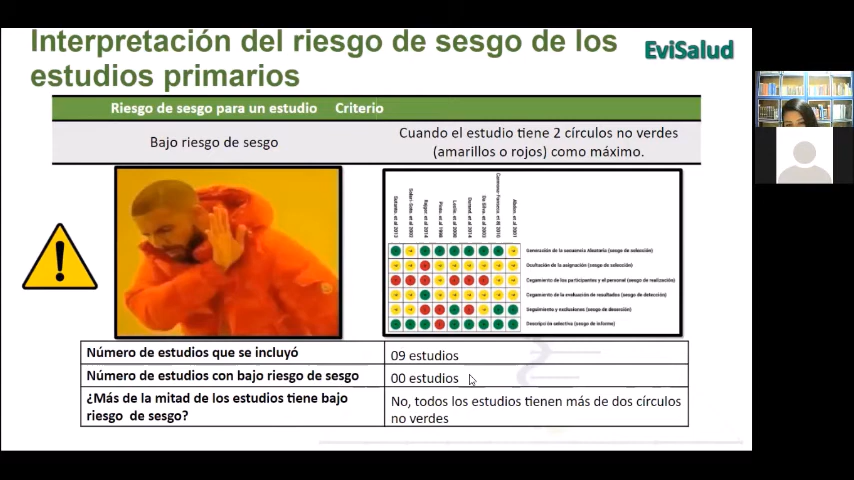 Interpretación del riesgo de sesgo de los
estudios primarios
EviSalud
Riesgo de sesgo para un estudio Criterio
Bajo riesgo de sesgo
Cuando el estudio tiene 2 círculos no verdes
(amarillos o rojos) como máximo.
Generación de la secuencia Aleatoria (sesgo de selección)
Ocultación de la asignación (sesgo de selección)
Cegamiento de los participantes y el personal (sesgo de realización)
Cegamiento de la evaluación de resultados (sesgo de detección)
Seguimiento y exclusiones (sesgo de deserción)
Descripción selectiva (sesgo de informe)
Número de estudios que se incluyó
09 estudios
Número de estudios con bajo riesgo de sesgo
00 estudios
¿Más de la mitad de los estudios tiene bajo
riesgo de sesgo?
No, todos los estudios tienen más de dos círculos
no verdes